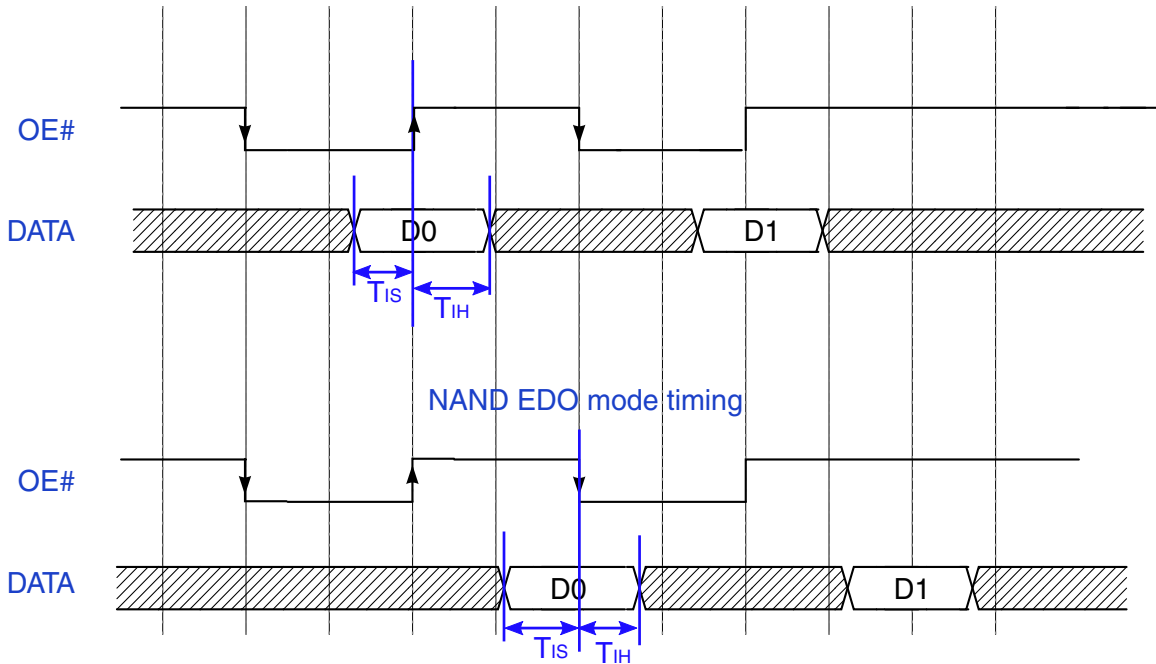 OE#
DATA D0 D1
TIS TIH
NAND EDO mode timing
OE#
DATA D0 D1
TIS TIH